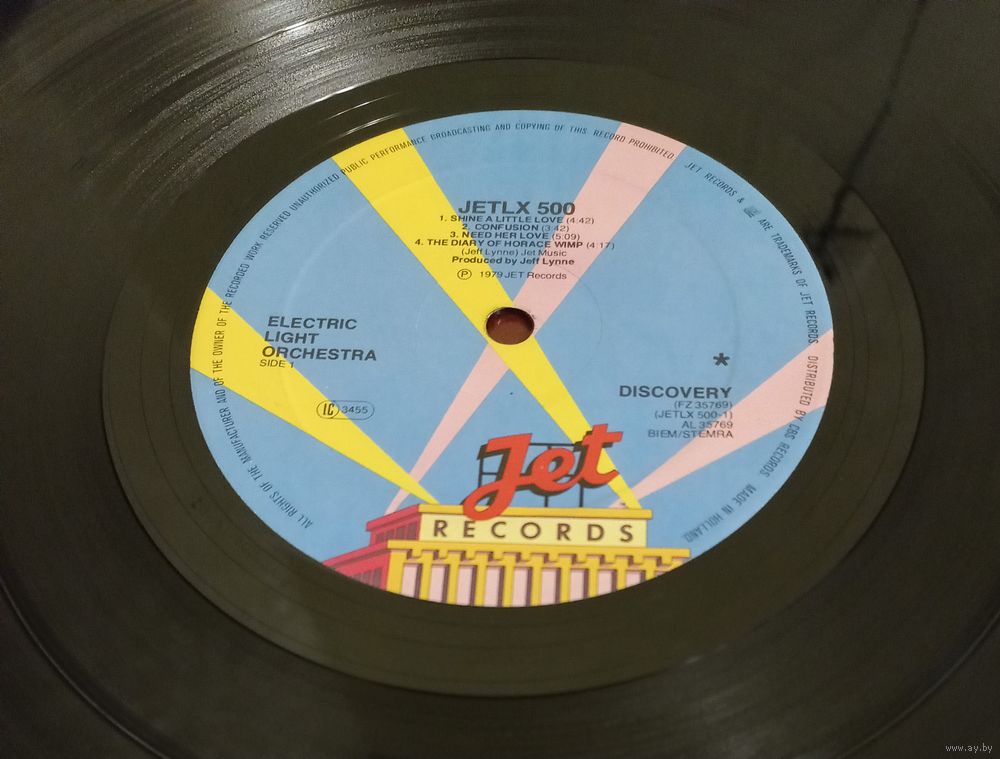 ALL RIGHTS OF THE MANUFACTURER AND OF THE OWNER OF THE RECORDED WORK RESERVED UNAUTHORIZED PUBLIC PERFORMANCE BROADCASTING AND COPYING OF THIS RECORD PROHIBITED
JET RECORDS & ARE TRADEMARKS OF JET RECORDS DISTRIBUTED BY CBS RECORDS. MADE IN HOLLAND.
JETLX 500
1. SHINE A LITTLE LOVE (4:42)
2. CONFUSION (3:42)
3. NEED HER LOVE (5:09)
4. THE DIARY OF HORACE WIMP (4:17)
(Jeff Lynne) Jet Music
Produced by Jeff Lynne
Ⓟ 1979 JET Records
ELECTRIC
LIGHT
ORCHESTRA
SIDE 1
LC 3455
*
DISCOVERY
(FZ 35769)
(JETLX 500-1)
AL 35769
BIEM/STEMRA
Jet
RECORDS
www.ay.by